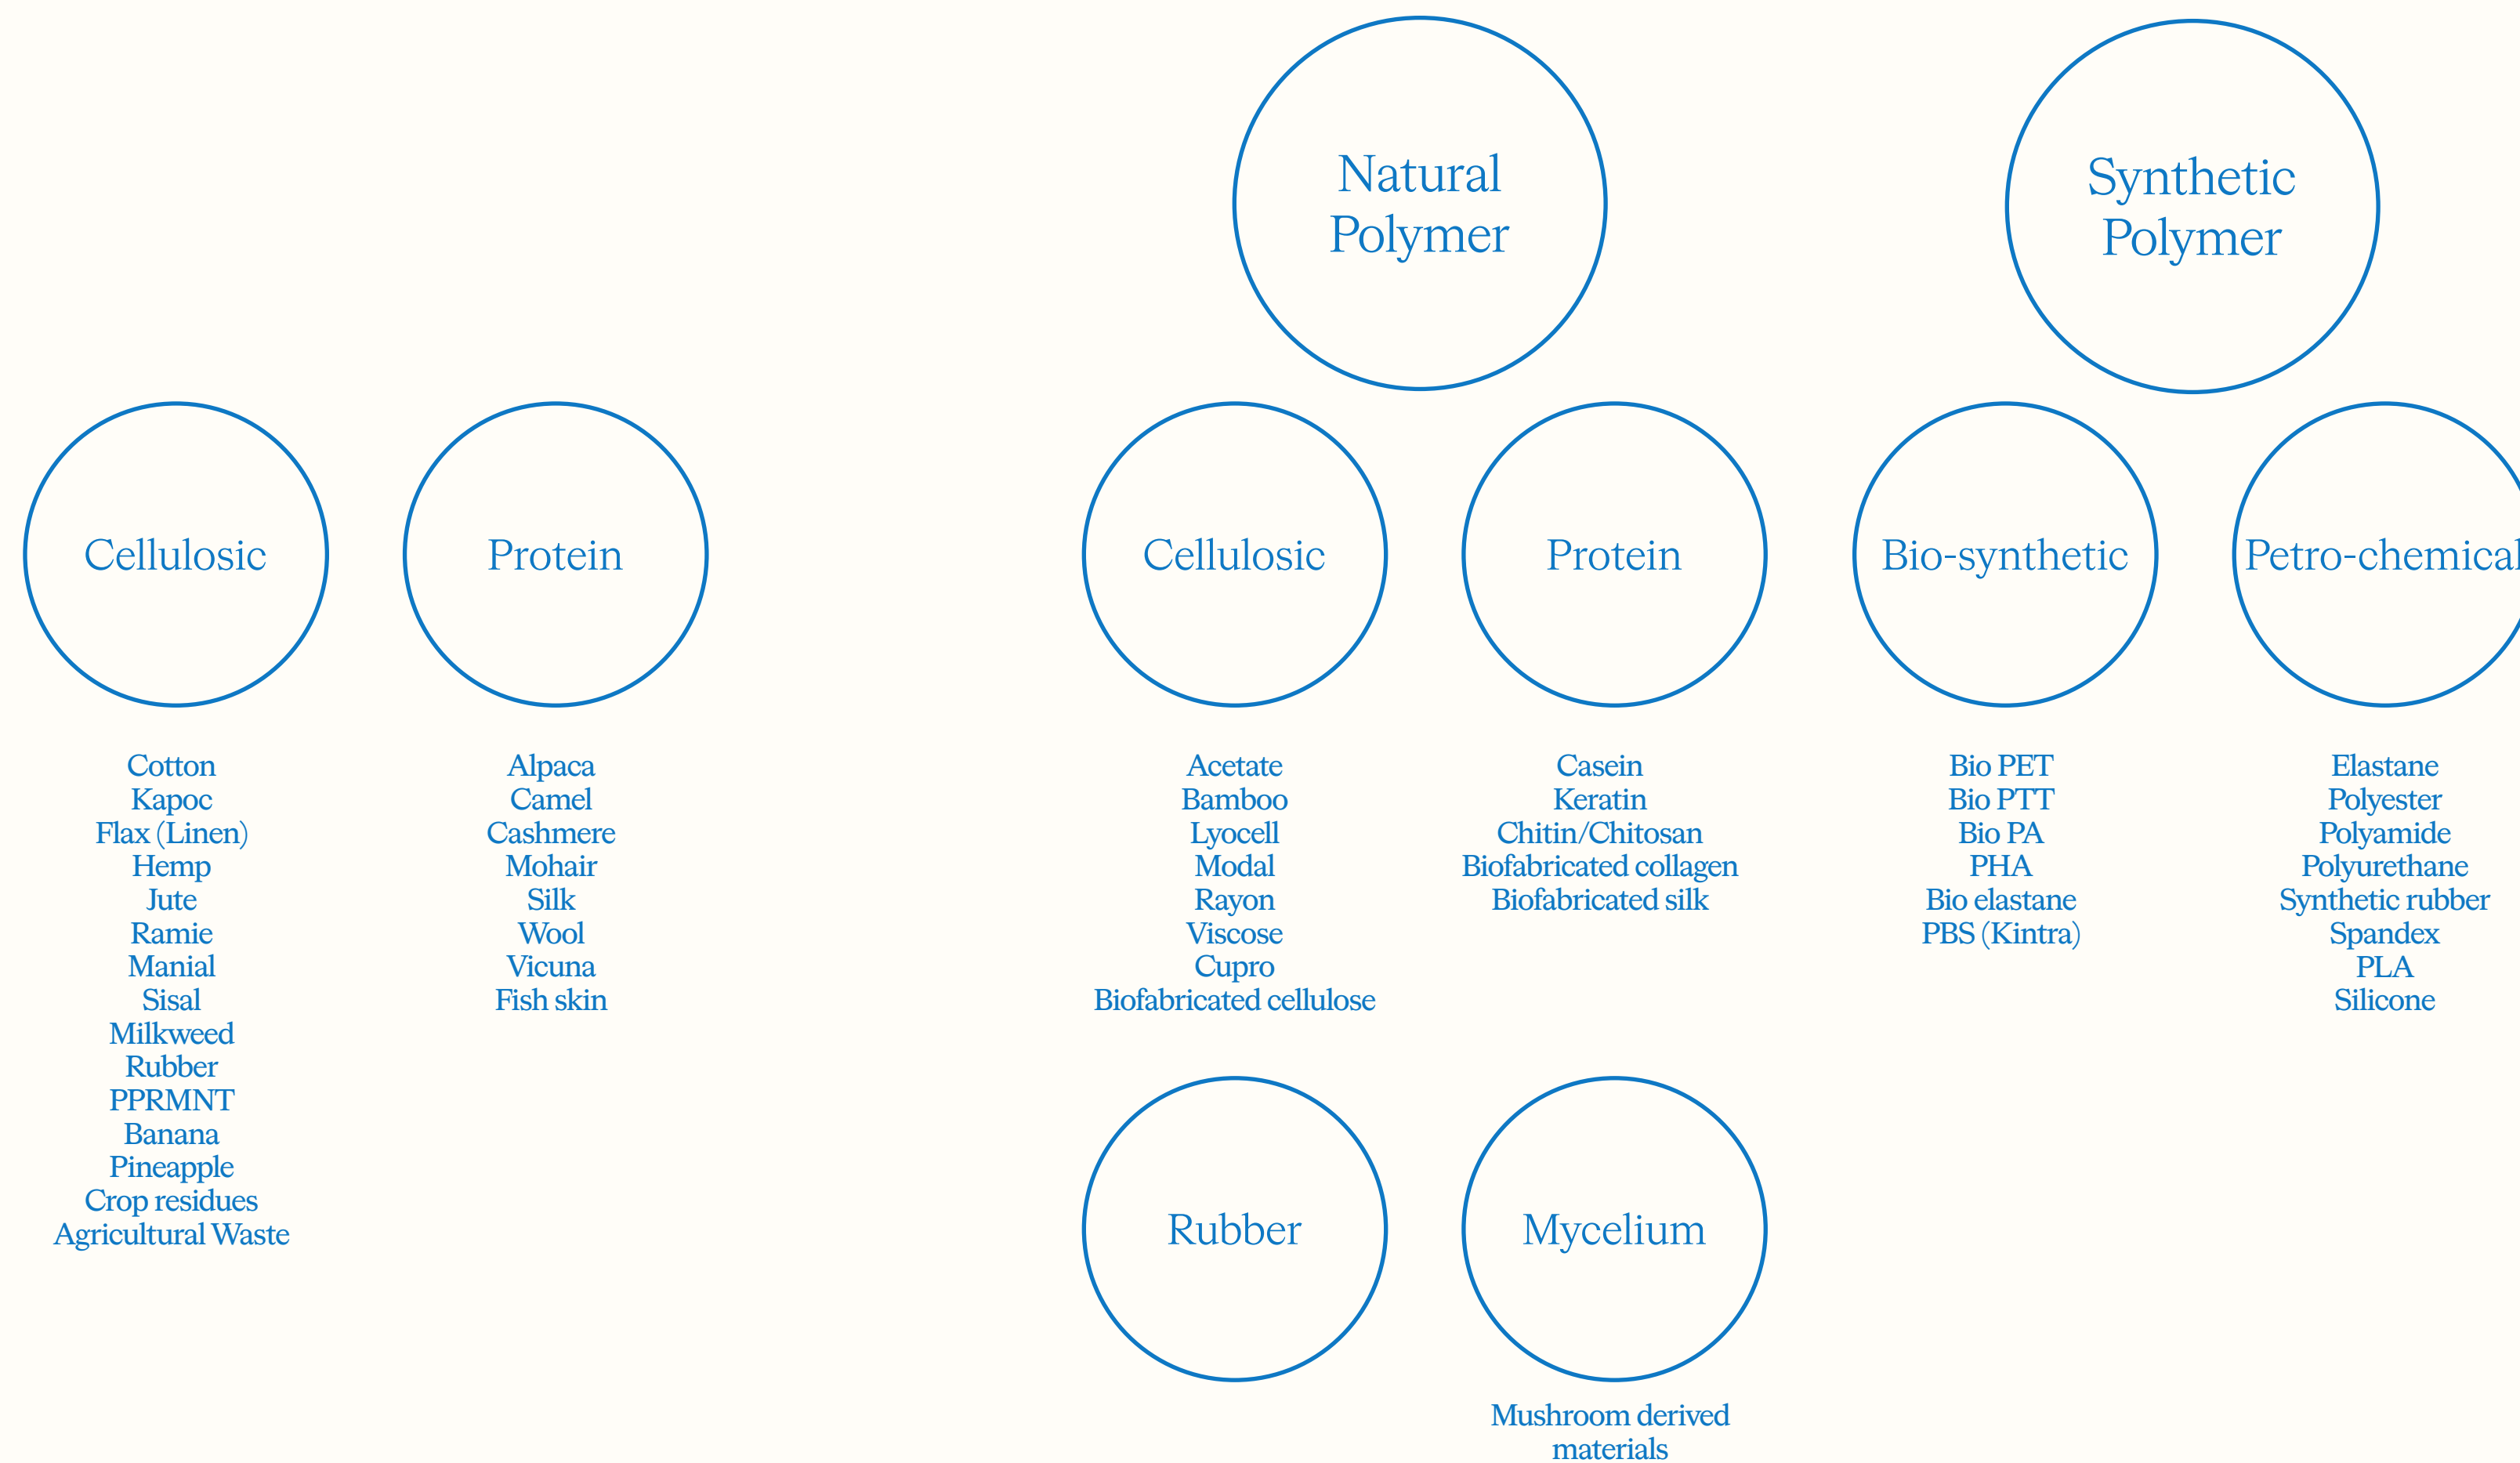 Natural
Polymer
Synthetic
Polymer
Cellulosic
Protein
Cellulosic
Protein
Bio-synthetic
Petro-chemical
Cotton
Kapoc
Flax (Linen)
Hemp
Jute
Ramie
Manial
Sisal
Milkweed
Rubber
PPRMNT
Banana
Pineapple
Crop residues
Agricultural Waste
Alpaca
Camel
Cashmere
Mohair
Silk
Wool
Vicuna
Fish skin
Acetate
Bamboo
Lyocell
Modal
Rayon
Viscose
Cupro
Biofabricated cellulose
Casein
Keratin
Chitin/Chitosan
Biofabricated collagen
Biofabricated silk
Bio PET
Bio PTT
Bio PA
PHA
Bio elastane
PBS (Kintra)
Elastane
Polyester
Polyamide
Polyurethane
Synthetic rubber
Spandex
PLA
Silicone
Rubber
Mycelium
Mushroom derived
materials